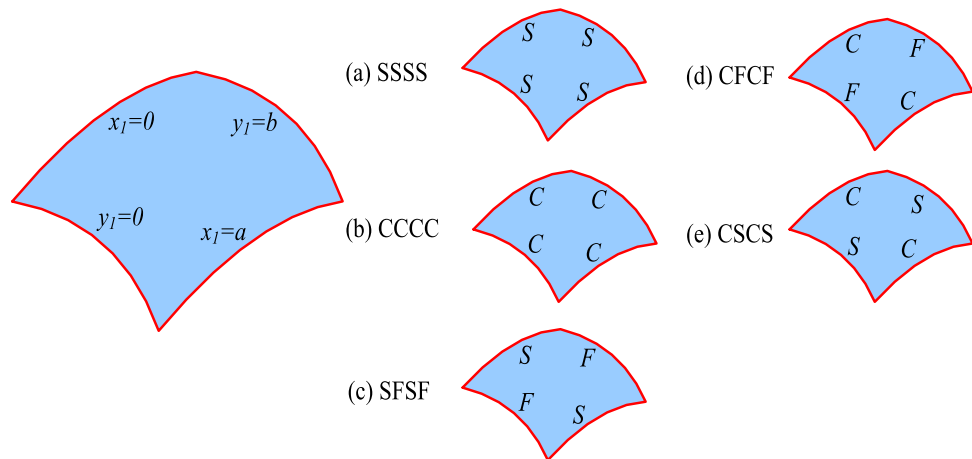 x₁=0
y₁=b
y₁=0
x₁=a
(a) SSSS
S
S
S
S
(b) CCCC
C
C
C
C
(c) SFSF
S
F
F
S
(d) CFCF
C
F
F
C
(e) CSCS
C
S
S
C